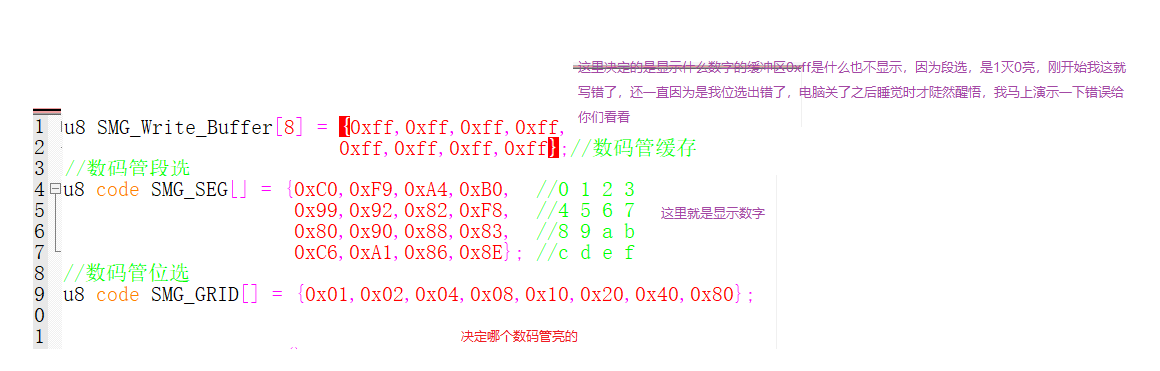 这里决定的是显示什么数字的缓冲区0xff是什么也不显示，因为段选，是1灭0亮，刚开始我这就
写错了，还一直因为是我位选出错了，电脑关了之后睡觉时才陡然醒悟，我马上演示一下错误给
你们看看
1 u8 SMG_Write_Buffer[8] = {0xff,0xff,0xff,0xff,
2 0xff,0xff,0xff,0xff};//数码管缓存
3 //数码管段选
4 u8 code SMG_SEG[] = {0xC0,0xF9,0xA4,0xB0, //0 1 2 3
5 0x99,0x92,0x82,0xF8, //4 5 6 7
这里就是显示数字
6 0x80,0x90,0x88,0x83, //8 9 a b
7 0xC6,0xA1,0x86,0x8E}; //c d e f
8 //数码管位选
9 u8 code SMG_GRID[] = {0x01,0x02,0x04,0x08,0x10,0x20,0x40,0x80};
0
1
决定哪个数码管亮的